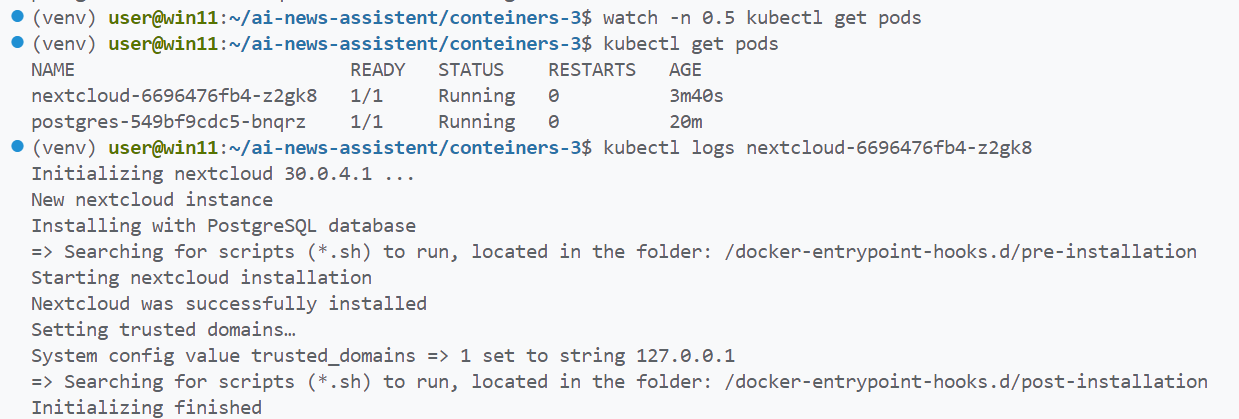 (venv) user@win11:~/ai-news-assistent/conteiners-3$ watch -n 0.5 kubectl get pods
(venv) user@win11:~/ai-news-assistent/conteiners-3$ kubectl get pods
NAME READY STATUS RESTARTS AGE
nextcloud-6696476fb4-z2gk8 1/1 Running 0 3m40s
postgres-549bf9cdc5-bnqrz 1/1 Running 0 20m
(venv) user@win11:~/ai-news-assistent/conteiners-3$ kubectl logs nextcloud-6696476fb4-z2gk8
Initializing nextcloud 30.0.4.1 ...
New nextcloud instance
Installing with PostgreSQL database
=> Searching for scripts (*.sh) to run, located in the folder: /docker-entrypoint-hooks.d/pre-installation
Starting nextcloud installation
Nextcloud was successfully installed
Setting trusted domains…
System config value trusted_domains => 1 set to string 127.0.0.1
=> Searching for scripts (*.sh) to run, located in the folder: /docker-entrypoint-hooks.d/post-installation
Initializing finished